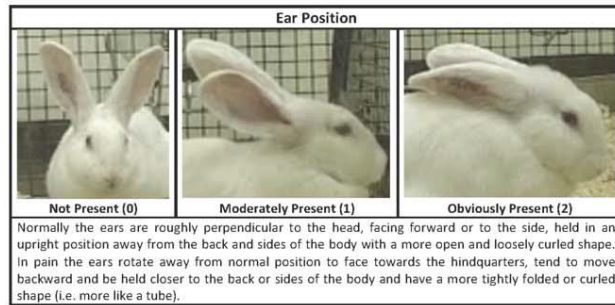 Ear Position
Not Present (0)
Moderately Present (1)
Obviously Present (2)
Normally the ears are roughly perpendicular to the head, facing forward or to the side, held in an
upright position away from the back and sides of the body with a more open and loosely curled shape.
In pain the ears rotate away from normal position to face towards the hindquarters, tend to move
backward and be held closer to the back or sides of the body and have a more tightly folded or curled
shape (i.e. more like a tube).